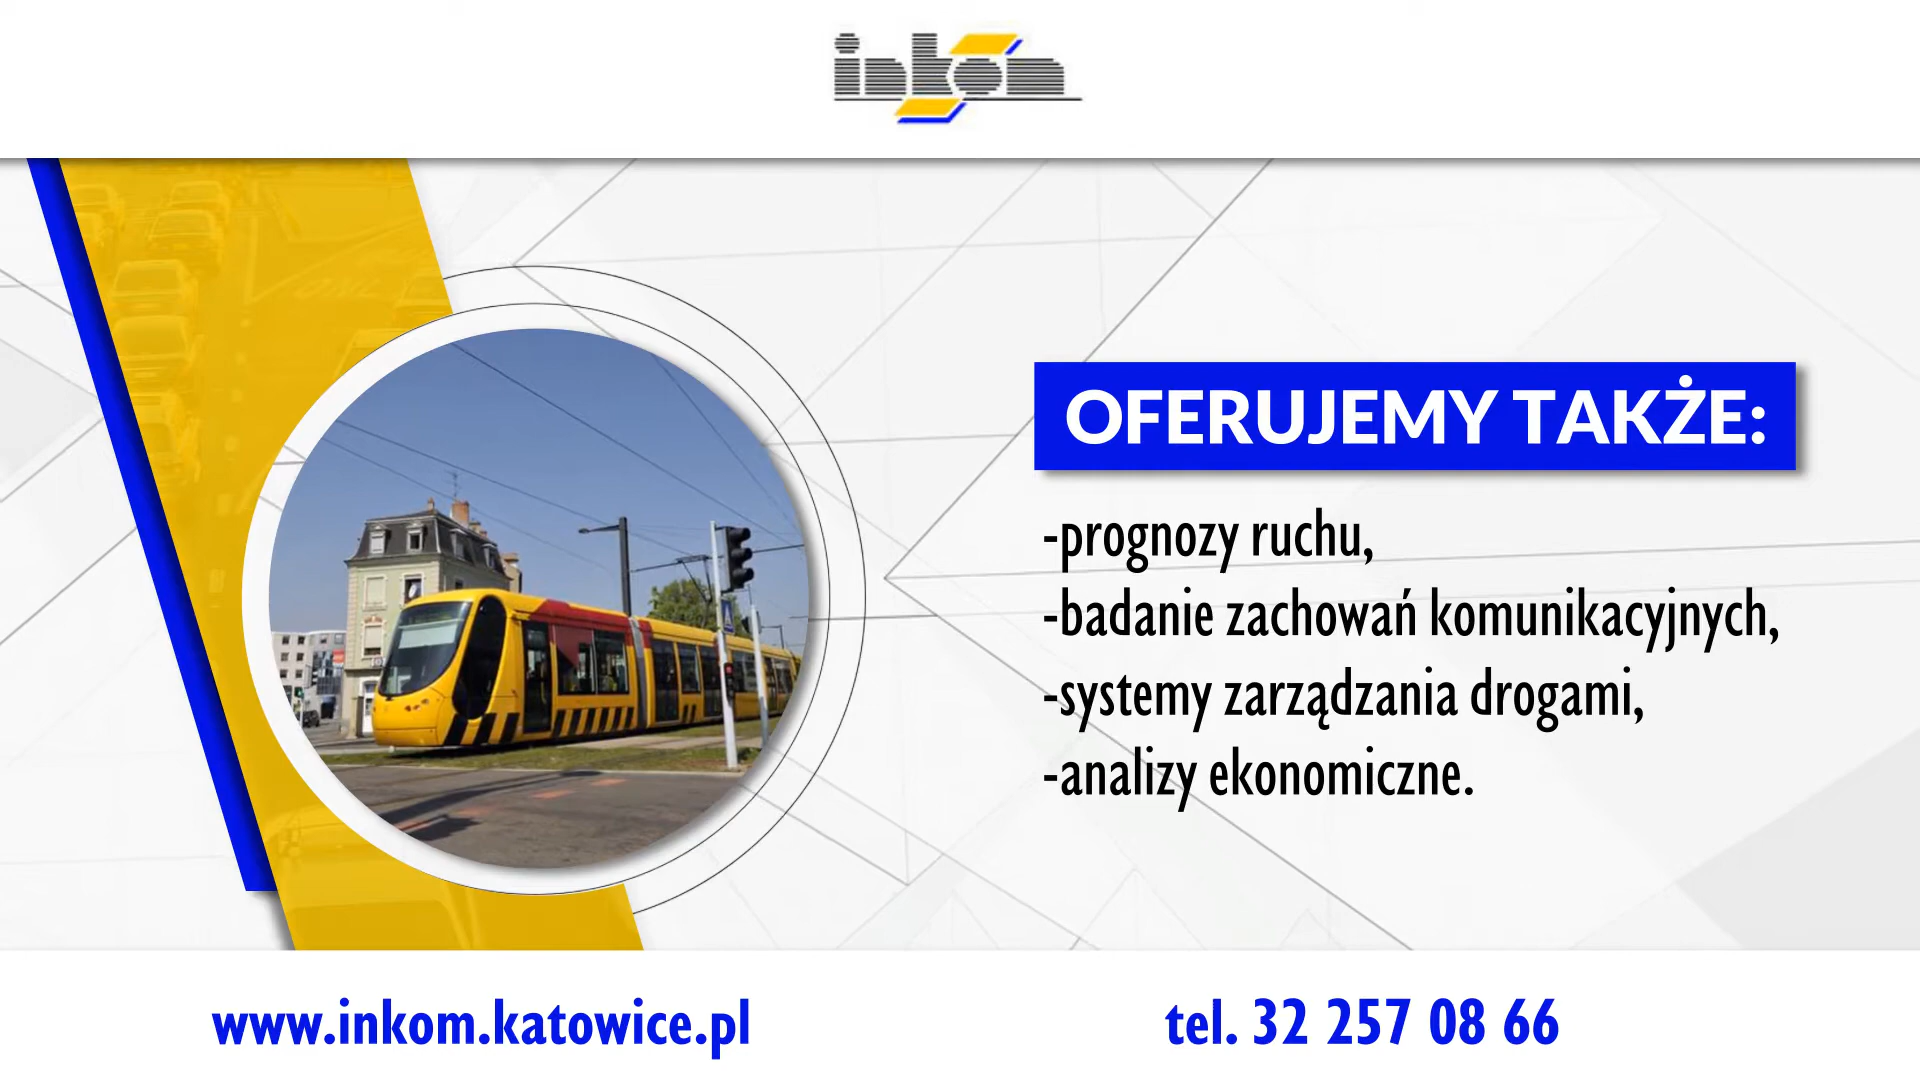 inkom
OFERUJEMY TAKŻE:
-prognozy ruchu,
-badanie zachowań komunikacyjnych,
-systemy zarządzania drogami,
-analizy ekonomiczne.
www.inkom.katowice.pl
tel. 32 257 08 66